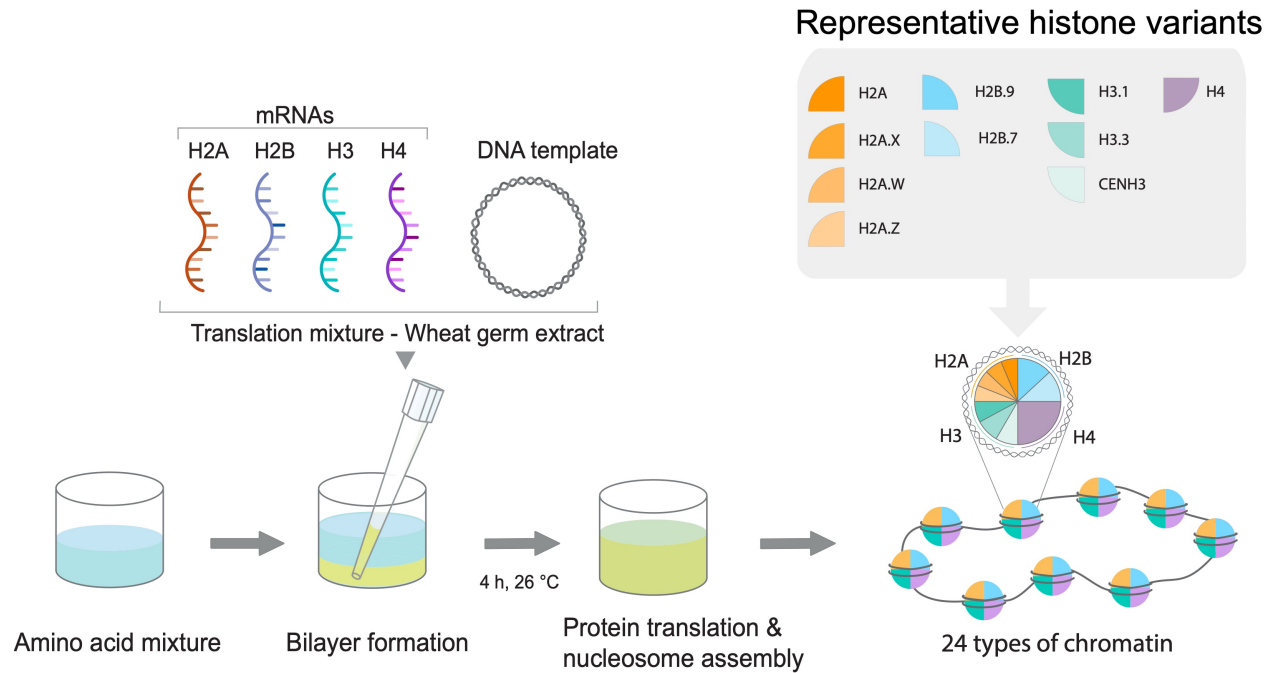 Representative histone variants
H2A
H2B.9
H3.1
H4
H2A.X
H2B.7
H3.3
H2A.W
CENH3
H2A.Z
mRNAs
H2A
H2B
H3
H4
DNA template
Translation mixture - Wheat germ extract
H2A
H2B
H3
H4
4 h, 26 °C
Amino acid mixture
Bilayer formation
Protein translation &
nucleosome assembly
24 types of chromatin